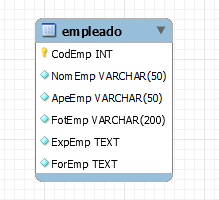 empleado
CodEmp INT
NomEmp VARCHAR(50)
ApeEmp VARCHAR(50)
FotEmp VARCHAR(200)
ExpEmp TEXT
ForEmp TEXT